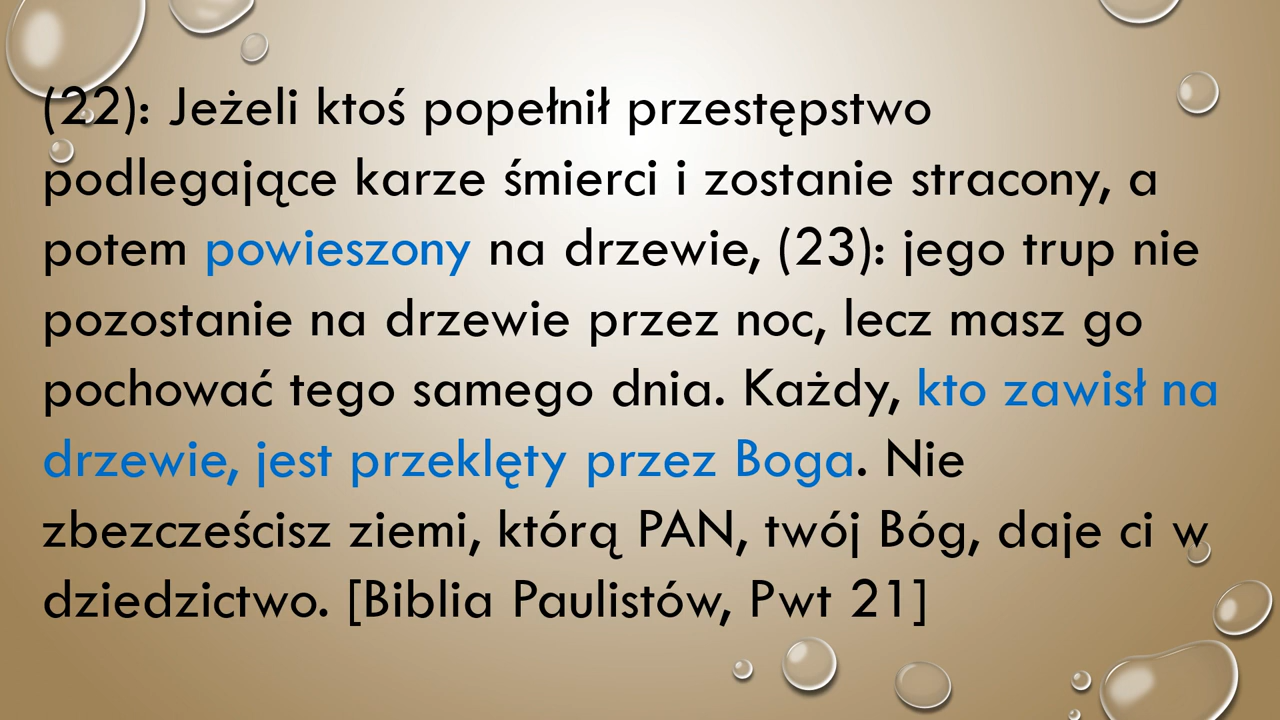 (22): Jeżeli ktoś popełnił przestępstwo
podlegające karze śmierci i zostanie stracony, a
potem powieszony na drzewie, (23): jego trup nie
pozostanie na drzewie przez noc, lecz masz go
pochować tego samego dnia. Każdy, kto zawisł na
drzewie, jest przeklęty przez Boga. Nie
zbezcześcisz ziemi, którą PAN, twój Bóg, daje ci w
dziedzictwo. [Biblia Paulistów, Pwt 21]